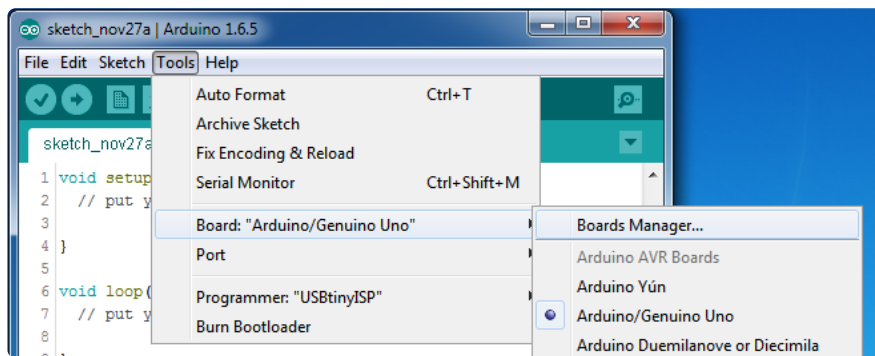 sketch_nov27a | Arduino 1.6.5
File Edit Sketch Tools Help
Auto Format Ctrl+T
Archive Sketch
sketch_nov27a
Fix Encoding & Reload
1 void setup
Serial Monitor Ctrl+Shift+M
2 // put y
3
Board: "Arduino/Genuino Uno"
Boards Manager...
4 }
Port
Arduino AVR Boards
5
Arduino Yún
6 void loop(
Programmer: "USBtinyISP"
Arduino/Genuino Uno
7 // put y
Burn Bootloader
8
Arduino Duemilanove or Diecimila